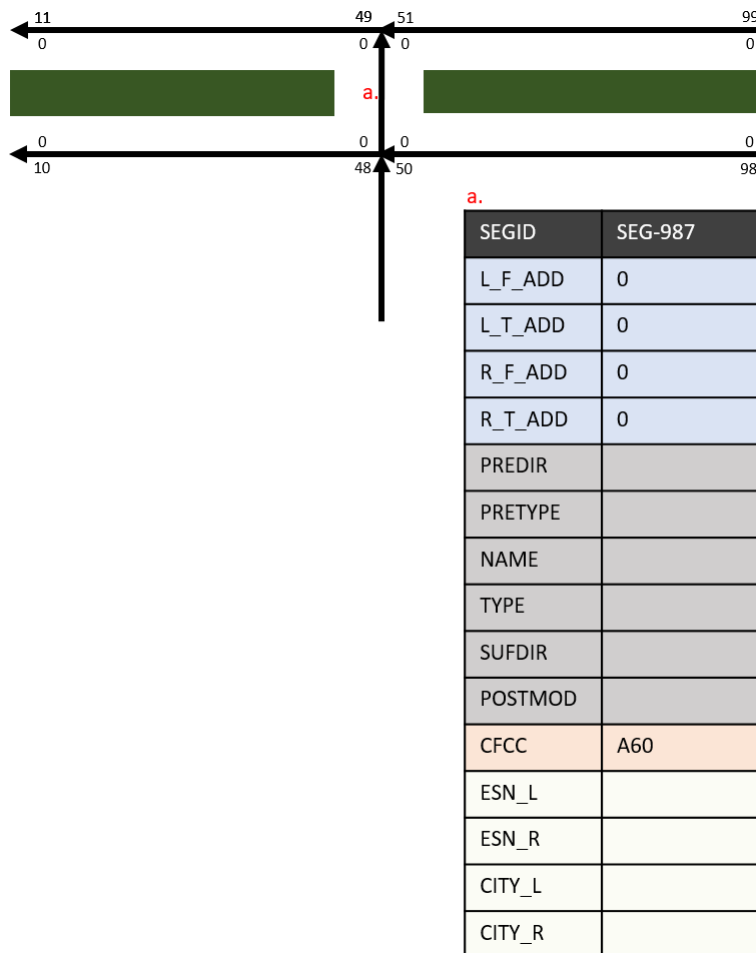 11 49 51 99
0 0 0 0
a.
0 0 0 0
10 48 50 98
a.
SEGID SEG-987
L_F_ADD 0
L_T_ADD 0
R_F_ADD 0
R_T_ADD 0
PREDIR
PRETYPE
NAME
TYPE
SUFDIR
POSTMOD
CFCC A60
ESN_L
ESN_R
CITY_L
CITY_R